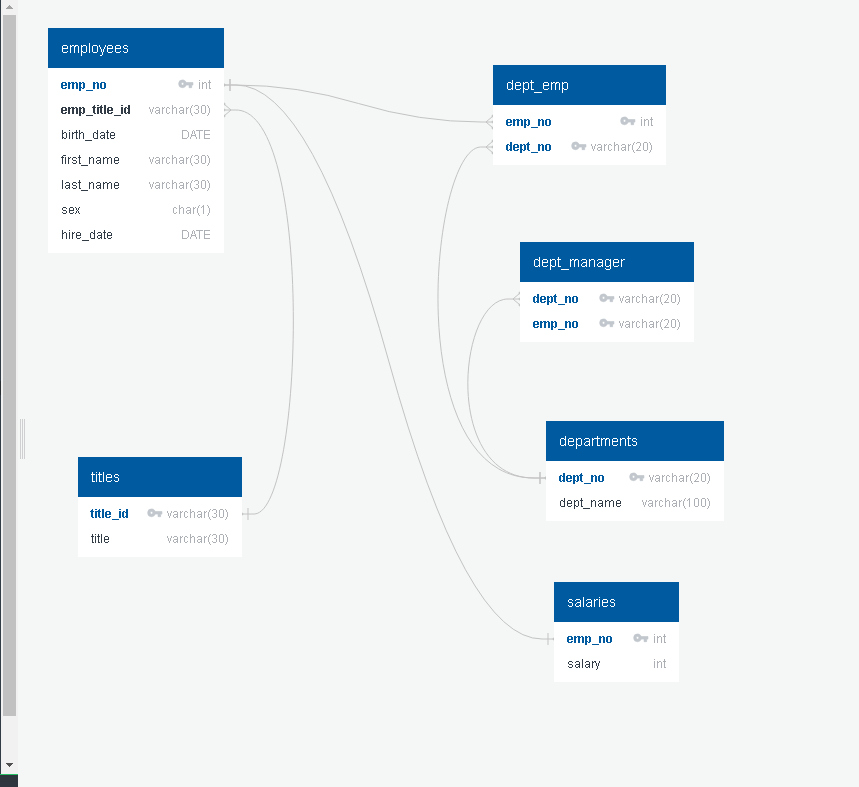 employees
emp_no int
emp_title_id varchar(30)
birth_date DATE
first_name varchar(30)
last_name varchar(30)
sex char(1)
hire_date DATE
dept_emp
emp_no int
dept_no varchar(20)
dept_manager
dept_no varchar(20)
emp_no varchar(20)
departments
dept_no varchar(20)
dept_name varchar(100)
titles
title_id varchar(30)
title varchar(30)
salaries
emp_no int
salary int